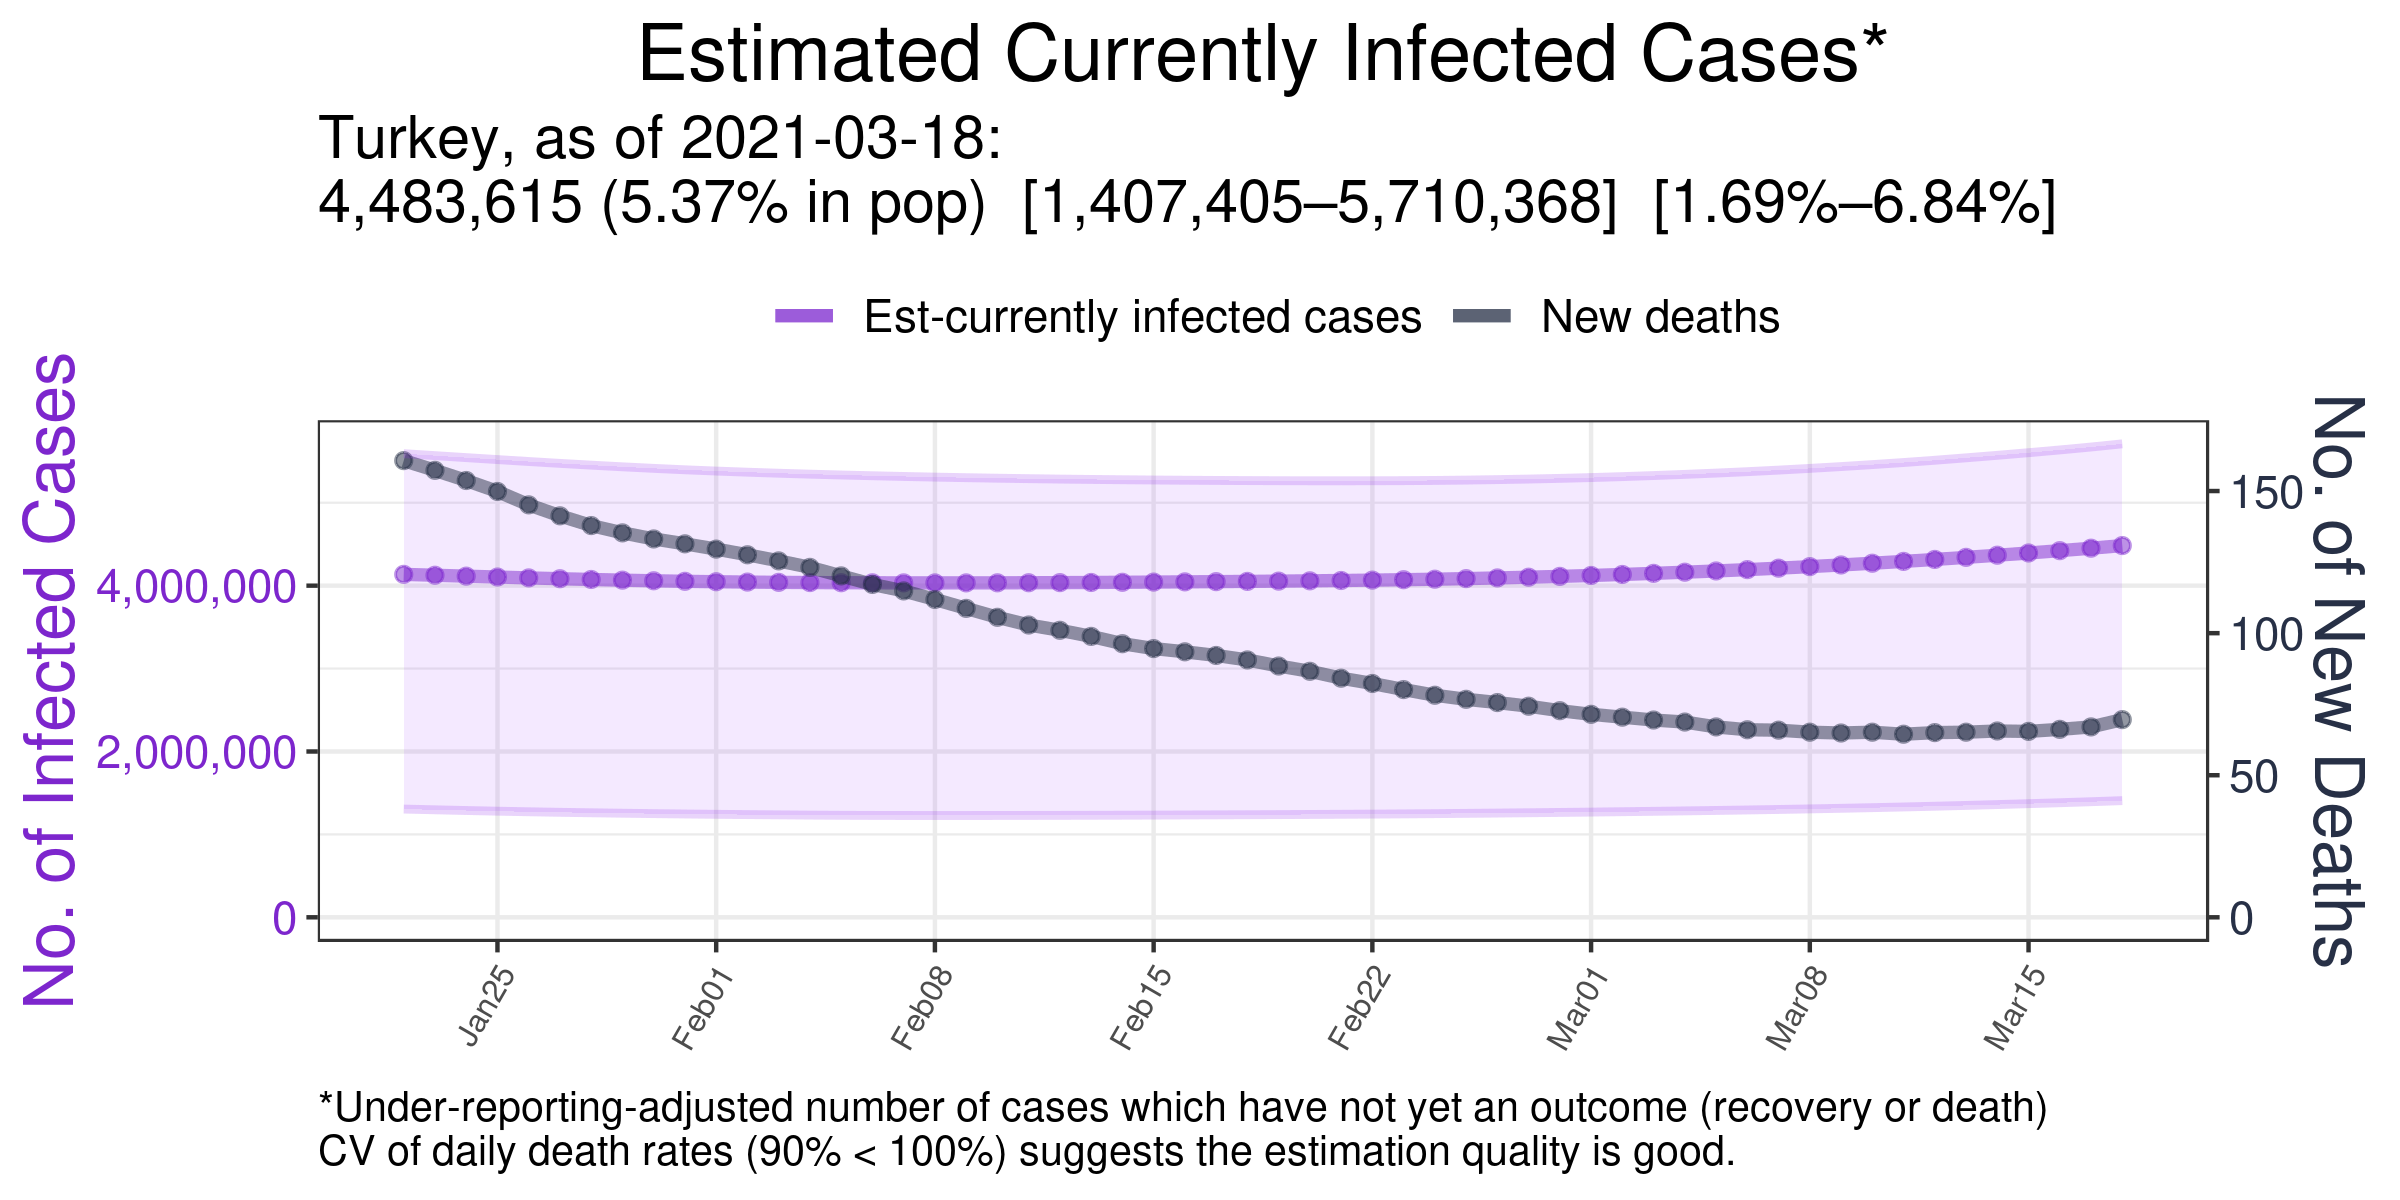 Estimated Currently Infected Cases*
Turkey, as of 2021-03-18:
4,483,615 (5.37% in pop)  [1,407,405–5,710,368]  [1.69%–6.84%]
Est-currently infected cases
New deaths
No. of Infected Cases
4,000,000
2,000,000
0
No. of New Deaths
150
100
50
0
Jan25
Feb01
Feb08
Feb15
Feb22
Mar01
Mar08
Mar15
*Under-reporting-adjusted number of cases which have not yet an outcome (recovery or death)
CV of daily death rates (90% < 100%) suggests the estimation quality is good.